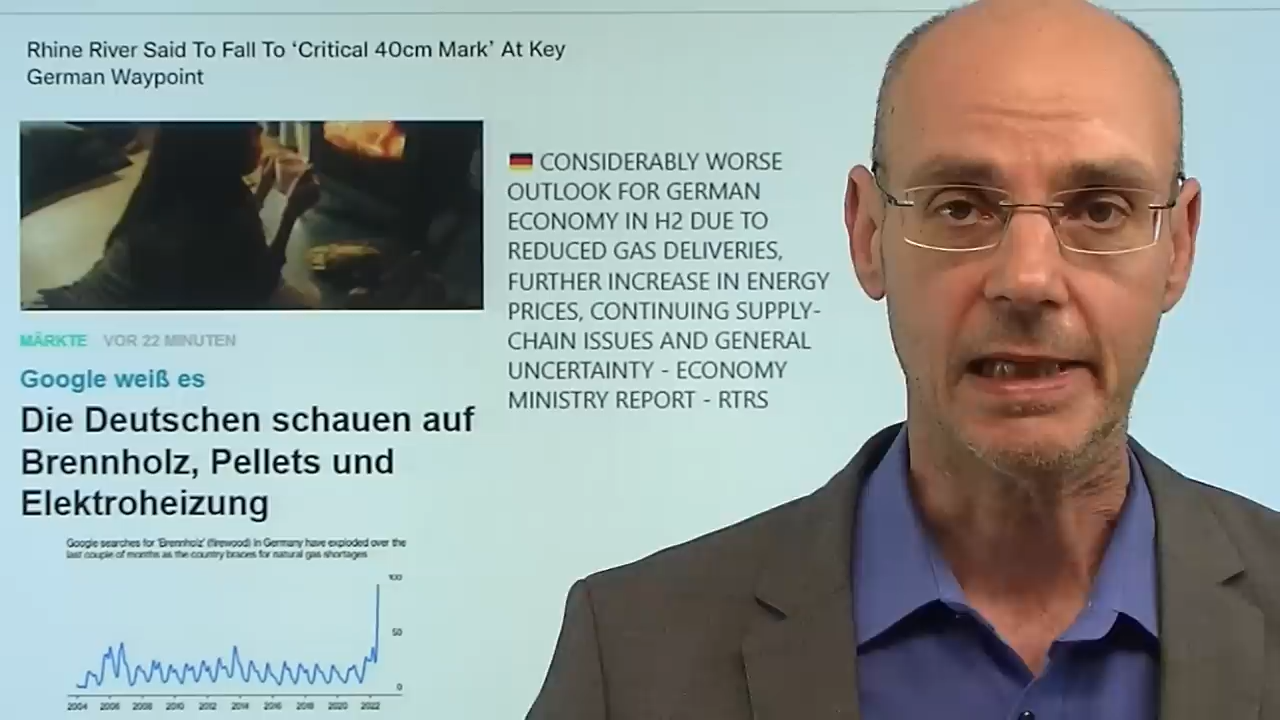 Rhine River Said To Fall To ‘Critical 40cm Mark’ At Key
German Waypoint
CONSIDERABLY WORSE
OUTLOOK FOR GERMAN
ECONOMY IN H2 DUE TO
REDUCED GAS DELIVERIES,
FURTHER INCREASE IN ENERGY
PRICES, CONTINUING SUPPLY-
CHAIN ISSUES AND GENERAL
UNCERTAINTY - ECONOMY
MINISTRY REPORT - RTRS
MÄRKTE VOR 22 MINUTEN
Google weiß es
Die Deutschen schauen auf
Brennholz, Pellets und
Elektroheizung
Google searches for 'Brennholz' (firewood) in Germany have exploded over the
last couple of months as the country braces for natural gas shortages
100
50
0
2004 2006 2008 2010 2012 2014 2016 2018 2020 2022